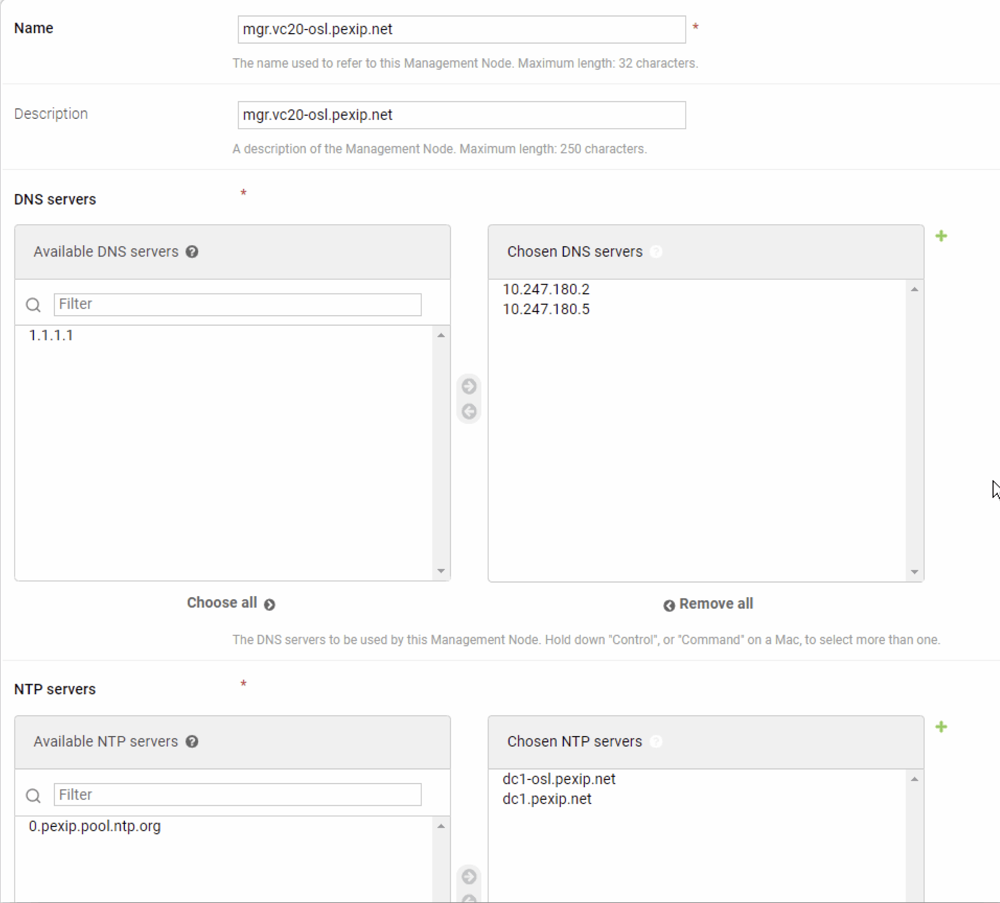 Name
mgr.vc20-osl.pexip.net *
The name used to refer to this Management Node. Maximum length: 32 characters.
Description
mgr.vc20-osl.pexip.net
A description of the Management Node. Maximum length: 250 characters.
DNS servers *
Available DNS servers ?
Filter
1.1.1.1
Chosen DNS servers ?
10.247.180.2
10.247.180.5
Choose all
Remove all
The DNS servers to be used by this Management Node. Hold down "Control", or "Command" on a Mac, to select more than one.
NTP servers *
Available NTP servers ?
Filter
0.pexip.pool.ntp.org
Chosen NTP servers ?
dc1-osl.pexip.net
dc1.pexip.net